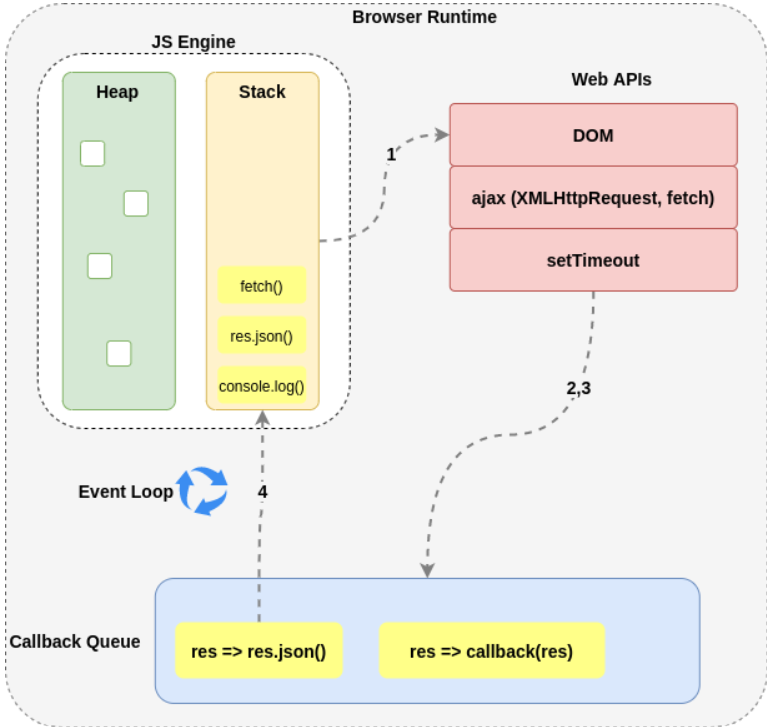 Browser Runtime
JS Engine
Heap
Stack
fetch()
res.json()
console.log()
1
Web APIs
DOM
ajax (XMLHttpRequest, fetch)
setTimeout
2,3
Event Loop
4
Callback Queue
res => res.json()
res => callback(res)